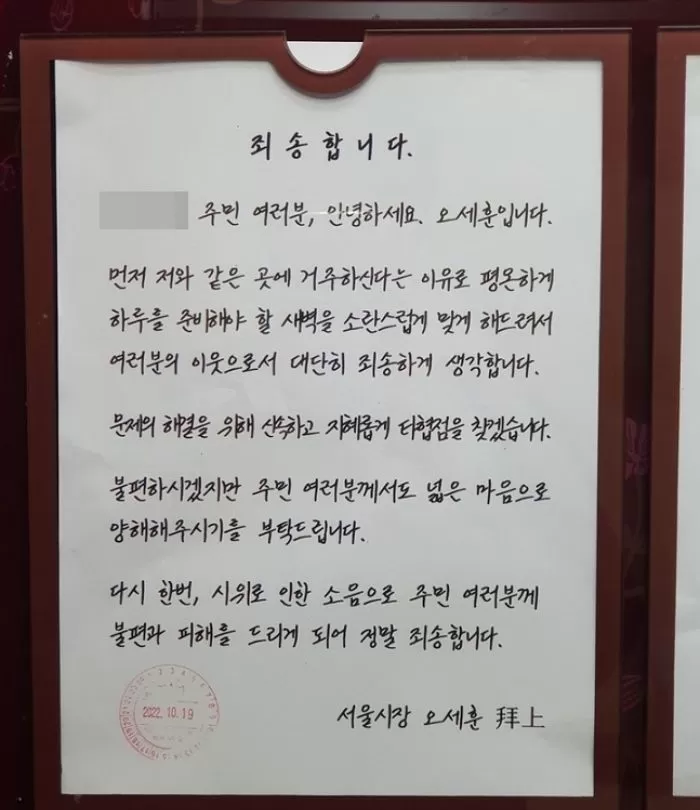 죄송합니다.
주민 여러분, 안녕하세요. 오세훈입니다.
먼저 저와 같은 곳에 거주하신다는 이유로 평온하게
하루를 준비해야 할 새벽을 소란스럽게 맞게 해드려서
여러분의 이웃으로서 대단히 죄송하게 생각합니다.
문제의 해결을 위해 신속하고 지혜롭게 타협점을 찾겠습니다.
불편하시겠지만 주민 여러분께서도 넓은 마음으로
양해해주시기를 부탁드립니다.
다시 한번, 시위로 인한 소음으로 주민 여러분께
불편과 피해를 드리게 되어 정말 죄송합니다.
2022.10.19
서울시장 오세훈 拜上